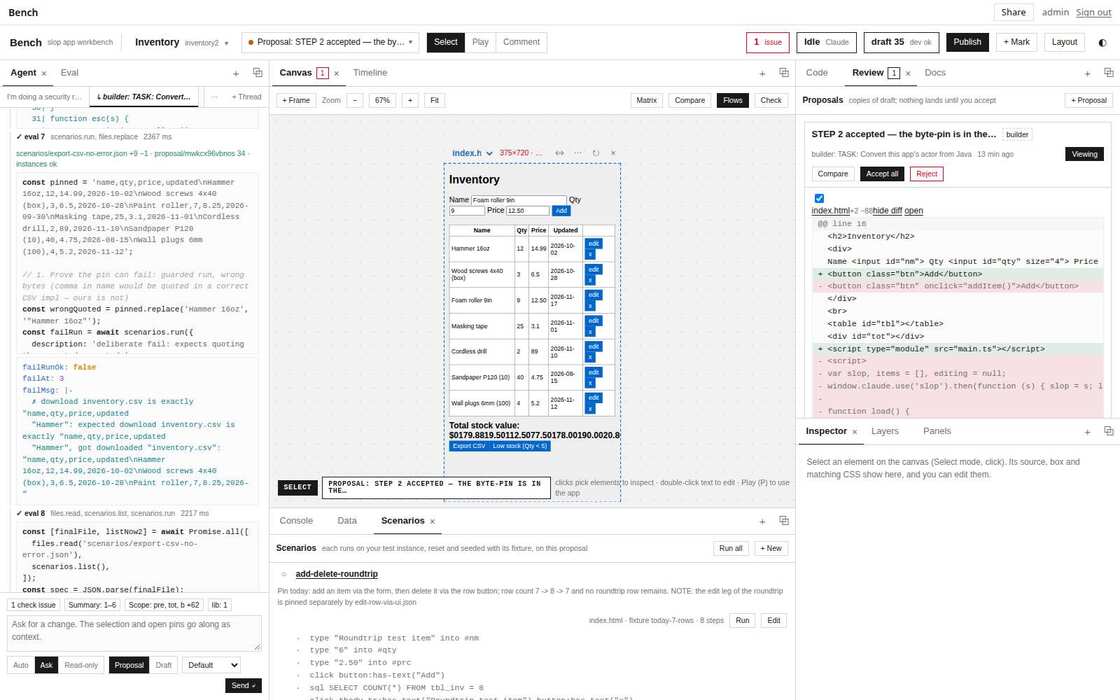 Bench
Share admin Sign out
Bench slop app workbench Inventory inventory2 Proposal: STEP 2 accepted — the by… Select Play Comment 1 issue Idle Claude draft 35 dev ok Publish + Mark Layout
Agent × Eval
I'm doing a security r… ↳ builder: TASK: Convert… ··· + Thread
31| function esc(s) {
✓ eval 7 scenarios.run, files.replace 2367 ms
scenarios/export-csv-no-error.json +9 −1 · proposal/mwkcx96vbnos 34 ·
instances ok
const pinned = 'name,qty,price,updated\nHammer
16oz,12,14.99,2026-10-02\nWood screws 4x40
(box),3,6.5,2026-10-28\nPaint roller,7,8.25,2026-
09-30\nMasking tape,25,3.1,2026-11-01\nCordless
drill,2,89,2026-11-10\nSandpaper P120
(10),40,4.75,2026-08-15\nWall plugs 6mm
(100),4,5.2,2026-11-12';
// 1. Prove the pin can fail: guarded run, wrong
bytes (comma in name would be quoted in a correct
CSV impl — ours is not)
const wrongQuoted = pinned.replace('Hammer 16oz',
'"Hammer 16oz"');
const failRun = await scenarios.run({
description: 'deliberate fail: expects quoting
failRunOk: false
failAt: 3
failMsg: |-
✗ download inventory.csv is exactly
"name,qty,price,updated
"Hammer": expected download inventory.csv is
exactly "name,qty,price,updated
"Hammer", got downloaded "inventory.csv":
"name,qty,price,updated\nHammer
16oz,12,14.99,2026-10-02\nWood screws 4x40
(box),3,6.5,2026-10-28\nPaint roller,7,8.25,2026-
"
✓ eval 8 files.read, scenarios.list, scenarios.run 2217 ms
const [finalFile, listNow2] = await Promise.all([
files.read('scenarios/export-csv-no-
error.json'),
scenarios.list(),
]);
const spec = JSON.parse(finalFile);
1 check issue Summary: 1–6 Scope: pre, tot, b +62 lib: 1
Ask for a change. The selection and open pins go along as
context.
Auto Ask Read-only Proposal Draft Default
Send
Canvas 1 × Timeline
+ Frame Zoom − 67% + Fit Matrix Compare Flows Check
index.h 375×720 · … ··· ×
Inventory
Name Foam roller 9in Qty
9 Price 12.50 Add
Name Qty Price Updated
Hammer 16oz 12 14.99 2026-10-02 edit x
Wood screws 4x40 (box) 3 6.5 2026-10-28 edit x
Foam roller 9in 9 12.50 2026-11-17 edit x
Masking tape 25 3.1 2026-11-01 edit x
Cordless drill 2 89 2026-11-10 edit x
Sandpaper P120 (10) 40 4.75 2026-08-15 edit x
Wall plugs 6mm (100) 4 5.2 2026-11-12 edit x
Total stock value:
$0179.8819.50112.5077.50178.00190.0020.8
Export CSV Low stock (Qty < 5)
SELECT PROPOSAL: STEP 2 ACCEPTED — THE BYTE-PIN IS IN THE… clicks pick elements to inspect · double-click text to edit · Play (P) to use the app
Console Data Scenarios ×
Scenarios each runs on your test instance, reset and seeded with its fixture, on this proposal Run all + New
add-delete-roundtrip
Pin today: add an item via the form, then delete it via the row button; row count 7 -> 8 -> 7 and no roundtrip row remains. NOTE: the edit leg of the roundtrip
is pinned separately by edit-row-via-ui.json
index.html · fixture today-7-rows · 8 steps Run Edit
· type "Roundtrip test item" into #nm
· type "6" into #qty
· type "2.50" into #prc
· click button:has-text("Add")
· sql SELECT COUNT(*) FROM tbl_inv = 8
Code Review 1 × Docs
Proposals copies of draft; nothing lands until you accept + Proposal
STEP 2 accepted — the byte-pin is in the… builder
builder: TASK: Convert this app's actor from Java 13 min ago Viewing
Compare Accept all Reject
index.html +2 −88 hide diff open
@@ line 16
<h2>Inventory</h2>
<div>
Name <input id="nm"> Qty <input id="qty" size="4"> Price
+ <button class="btn">Add</button>
- <button class="btn" onclick="addItem()">Add</button>
</div>
<br>
<table id="tbl"></table>
<div id="tot"></div>
+ <script type="module" src="main.ts"></script>
- <script>
- var slop, items = [], editing = null;
- window.claude.use('slop').then(function (s) { slop = s; l
-
- function load() {
Inspector × Layers Panels
Select an element on the canvas (Select mode, click). Its source, box and
matching CSS show here, and you can edit them.